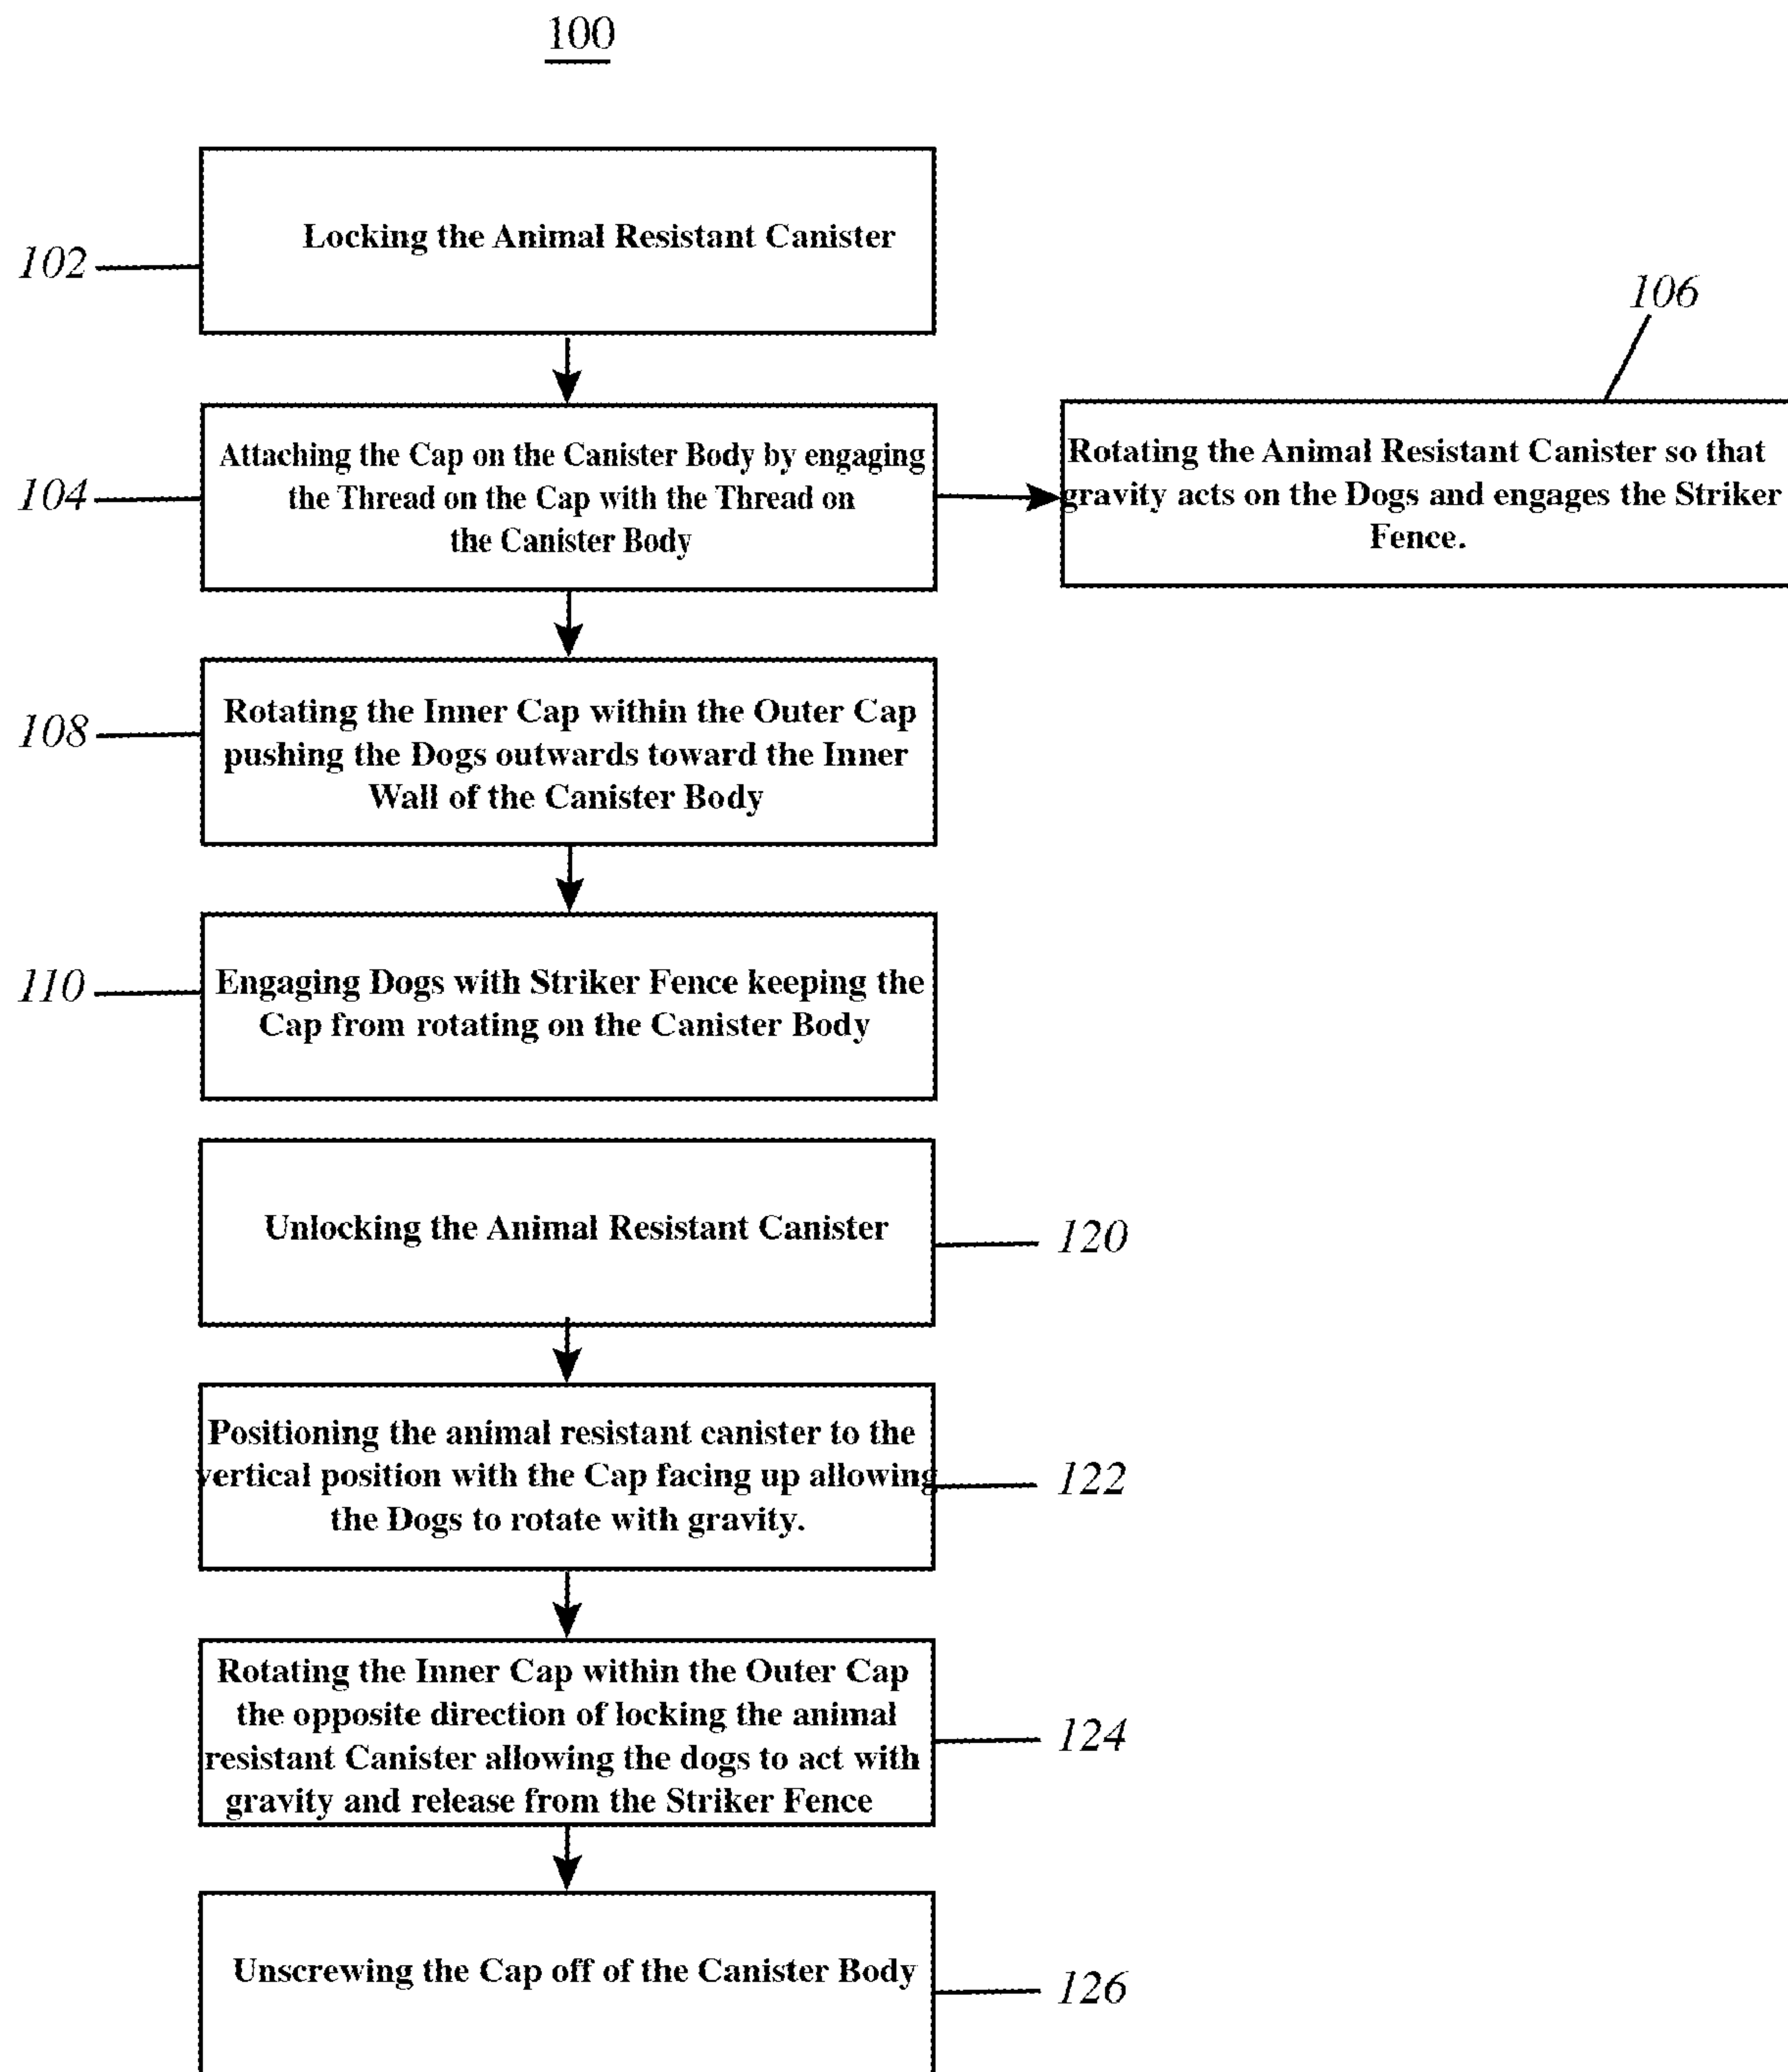 100
102
Locking the Animal Resistant Canister
104
Attaching the Cap on the Canister Body by engaging
the Thread on the Cap with the Thread on
the Canister Body
106
Rotating the Animal Resistant Canister so that
gravity acts on the Dogs and engages the Striker
Fence.
108
Rotating the Inner Cap within the Outer Cap
pushing the Dogs outwards toward the Inner
Wall of the Canister Body
110
Engaging Dogs with Striker Fence keeping the
Cap from rotating on the Canister Body
Unlocking the Animal Resistant Canister
120
Positioning the animal resistant canister to the
vertical position with the Cap facing up allowing
the Dogs to rotate with gravity.
122
Rotating the Inner Cap within the Outer Cap
the opposite direction of locking the animal
resistant Canister allowing the dogs to act with
gravity and release from the Striker Fence
124
Unscrewing the Cap off of the Canister Body
126